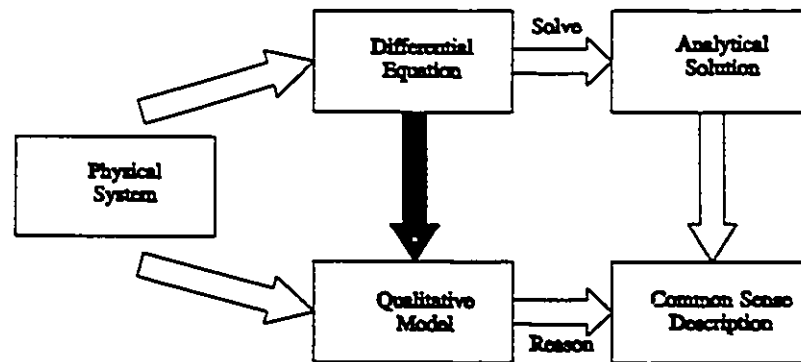 Differential
Equation
Solve
Analytical
Solution
Physical
System
Qualitative
Model
Reason
Common Sense
Description